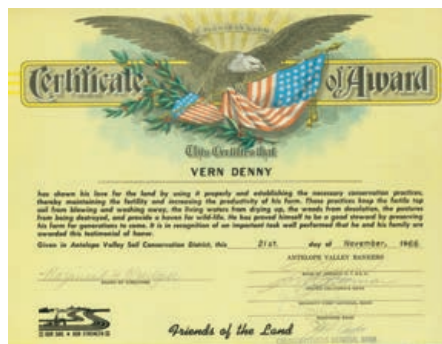 Certificate of Award
This Certifies that
VERN DENNY
has shown his love for the land by using it properly and establishing the necessary conservation practices,
thereby maintaining the fertility and increasing the productivity of his farm. These practices keep the fertile top
soil from blowing and washing away, the living waters from drying up, the woods from desolation, the pastures
from being destroyed, and provide a haven for wild-life. He has proved himself to be a good steward by preserving
his farm for generations to come. It is in recognition of an important task well performed that he and his family are
awarded this testimonial of honor.
Given in Antelope Valley Soil Conservation District, this 21st. day of November, 1966
ANTELOPE VALLEY BANKERS
OUR SOIL ★ OUR STRENGTH
Friends of the Land